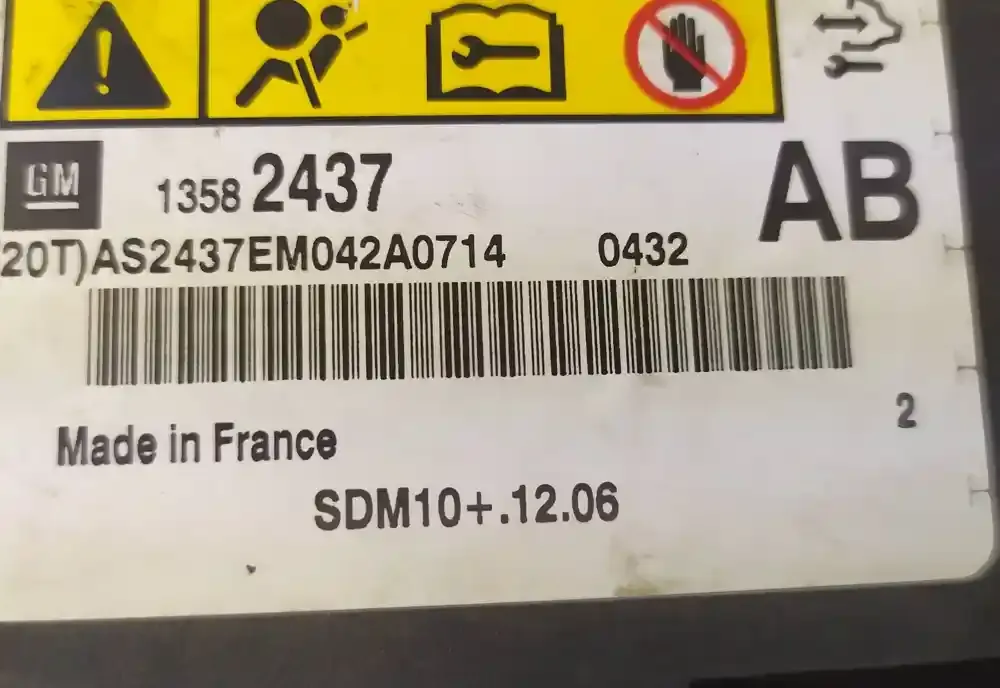 GM 1358 2437 AB
20T)AS2437EM042A0714 0432
2
Made in France
SDM10+.12.06